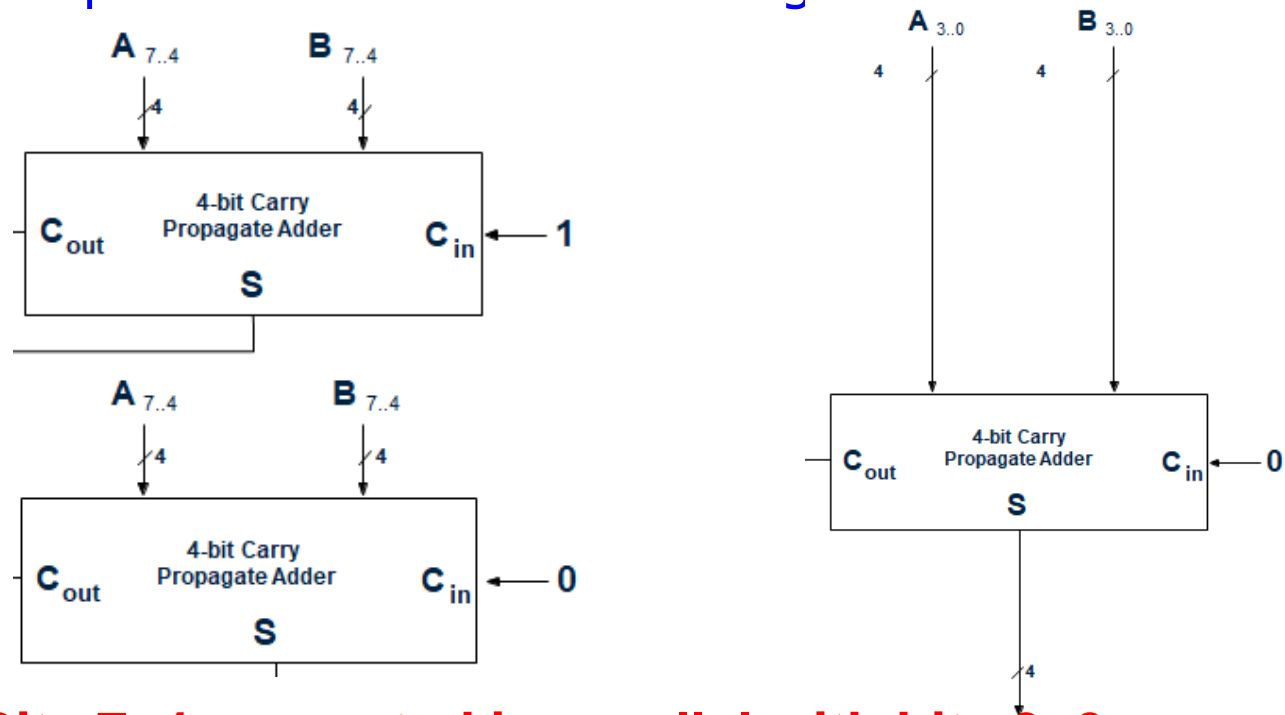 A 7..4 B 7..4
4 4
4-bit Carry
Propagate Adder
C out C in 1
S
A 7..4 B 7..4
4 4
4-bit Carry
Propagate Adder
C out C in 0
S
A 3..0 B 3..0
4 4
4-bit Carry
Propagate Adder
C out C in 0
S
4